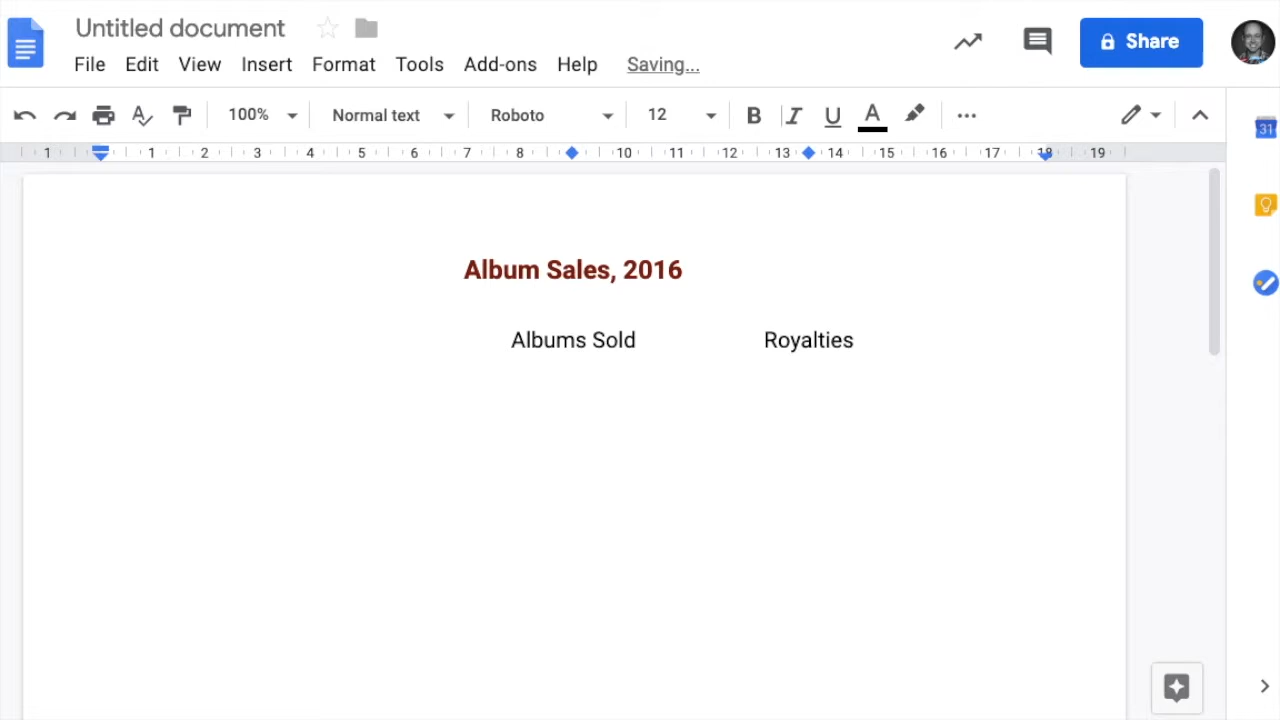 Untitled document
File Edit View Insert Format Tools Add-ons Help Saving...
Share
100% Normal text Roboto 12 B I U A
1 1 2 3 4 5 6 7 8 10 11 12 13 14 15 16 17 18 19
31
Album Sales, 2016
Albums Sold Royalties